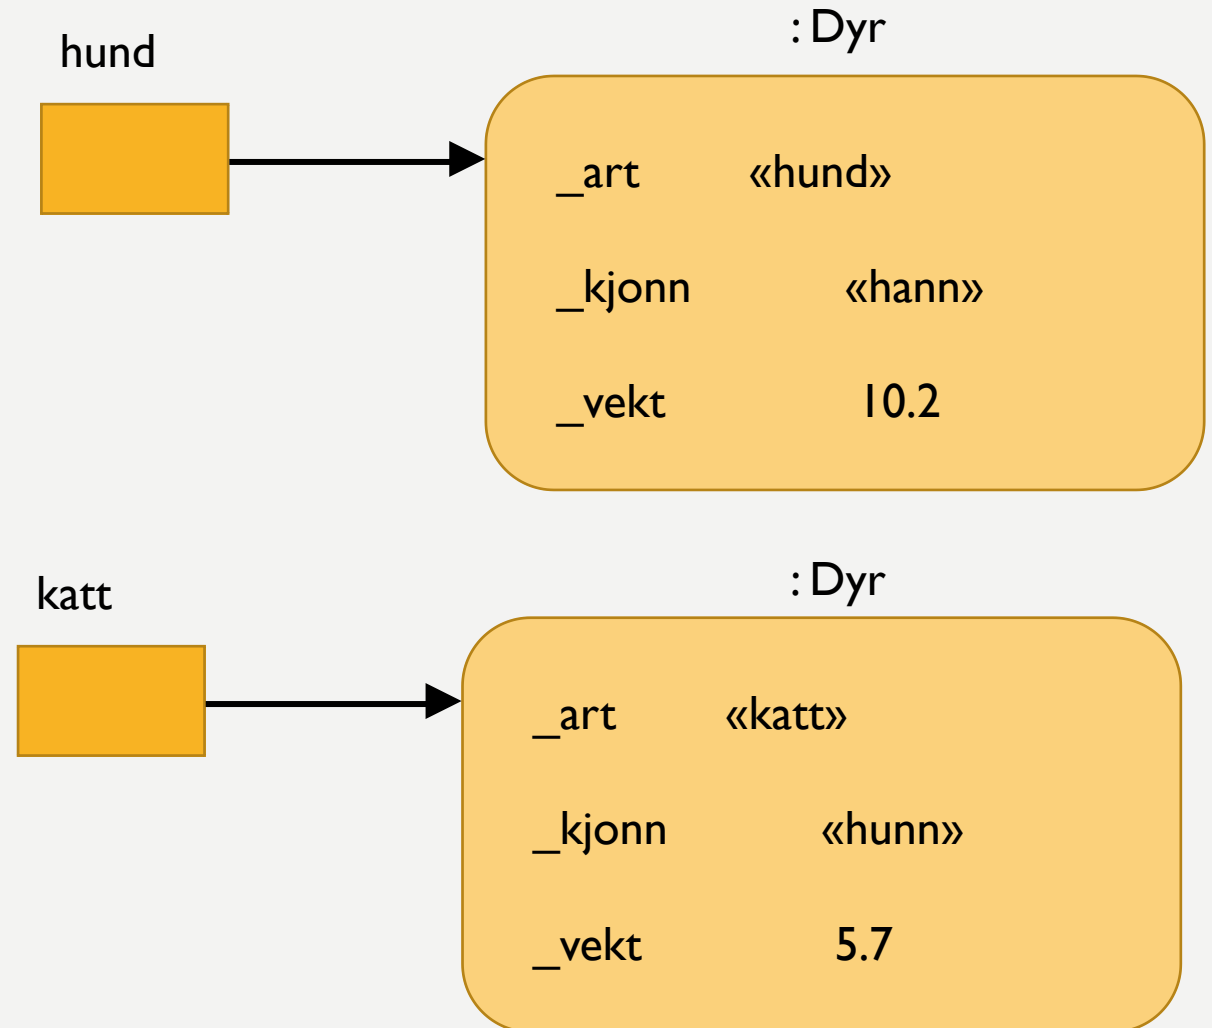 hund
: Dyr
_art «hund»
_kjonn «hann»
_vekt 10.2
katt
: Dyr
_art «katt»
_kjonn «hunn»
_vekt 5.7